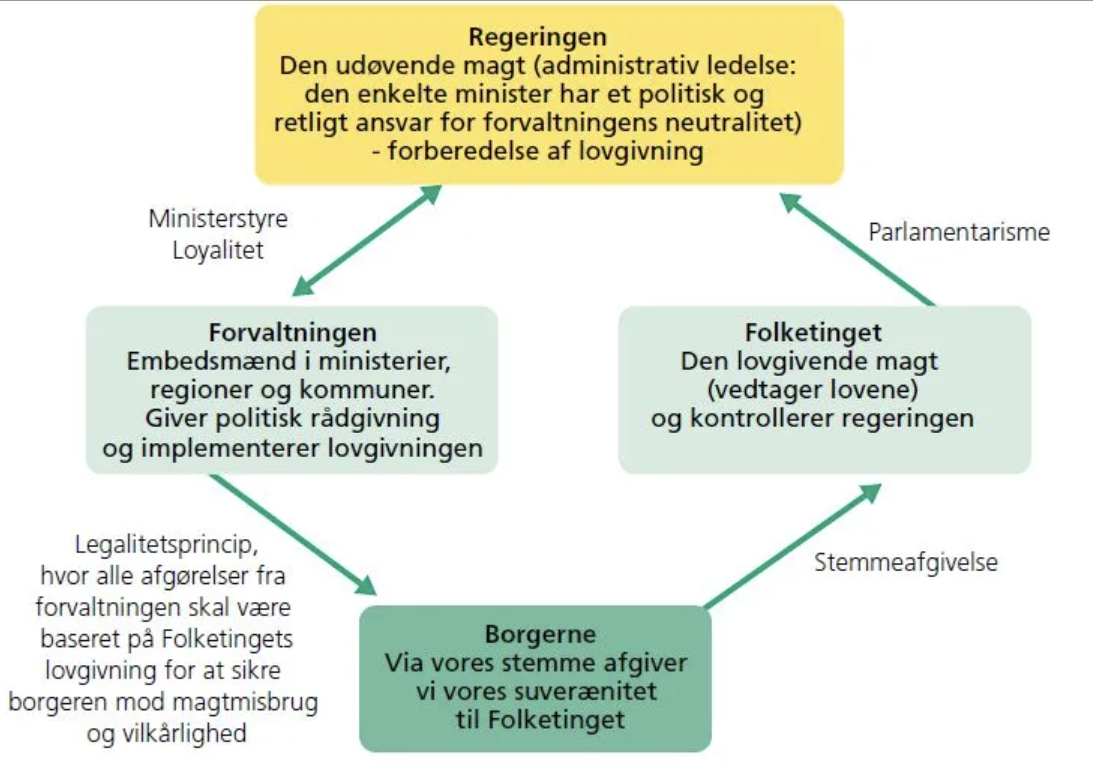 Regeringen
Den udøvende magt (administrativ ledelse:
den enkelte minister har et politisk og
retligt ansvar for forvaltningens neutralitet)
- forberedelse af lovgivning
Ministerstyre
Loyalitet
Parlamentarisme
Forvaltningen
Embedsmænd i ministerier,
regioner og kommuner.
Giver politisk rådgivning
og implementerer lovgivningen
Folketinget
Den lovgivende magt
(vedtager lovene)
og kontrollerer regeringen
Legalitetsprincip,
hvor alle afgørelser fra
forvaltningen skal være
baseret på Folketingets
lovgivning for at sikre
borgeren mod magtmisbrug
og vilkårlighed
Stemmeafgivelse
Borgerne
Via vores stemme afgiver
vi vores suverænitet
til Folketinget